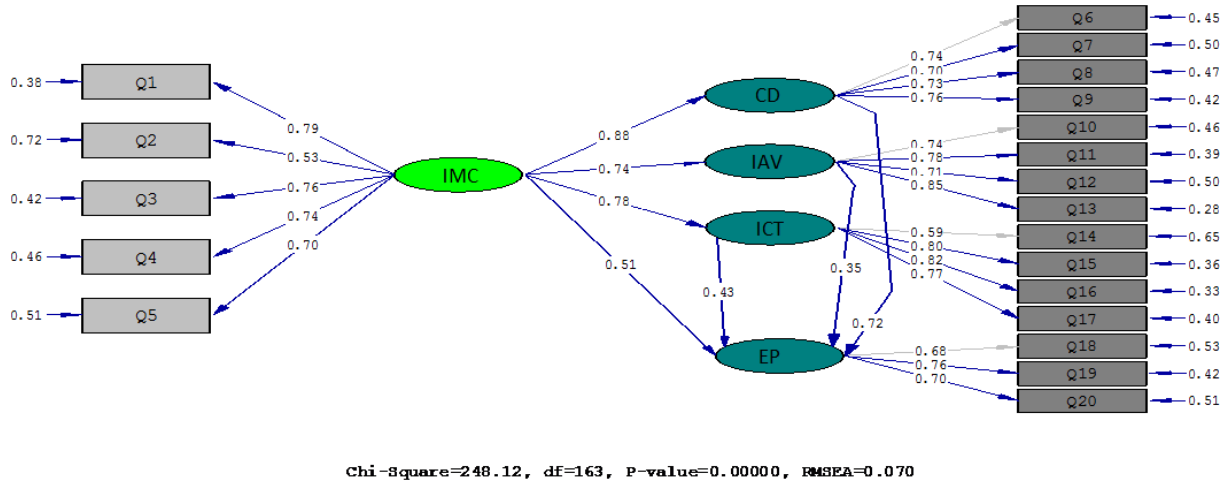 Q6
0.45
Q7
0.50
Q8
0.47
Q9
0.42
Q10
0.46
Q11
0.39
Q12
0.50
Q13
0.28
Q14
0.65
Q15
0.36
Q16
0.33
Q17
0.40
Q18
0.53
Q19
0.42
Q20
0.51
0.38
Q1
0.72
Q2
0.42
Q3
0.46
Q4
0.51
Q5
0.79
0.53
0.76
0.74
0.70
IMC
0.88
0.74
0.78
0.51
CD
IAV
ICT
EP
0.43
0.35
0.72
0.74
0.70
0.73
0.76
0.74
0.78
0.71
0.85
0.59
0.80
0.82
0.77
0.68
0.76
0.70
Chi-Square=248.12, df=163, P-value=0.00000, RMSEA=0.070